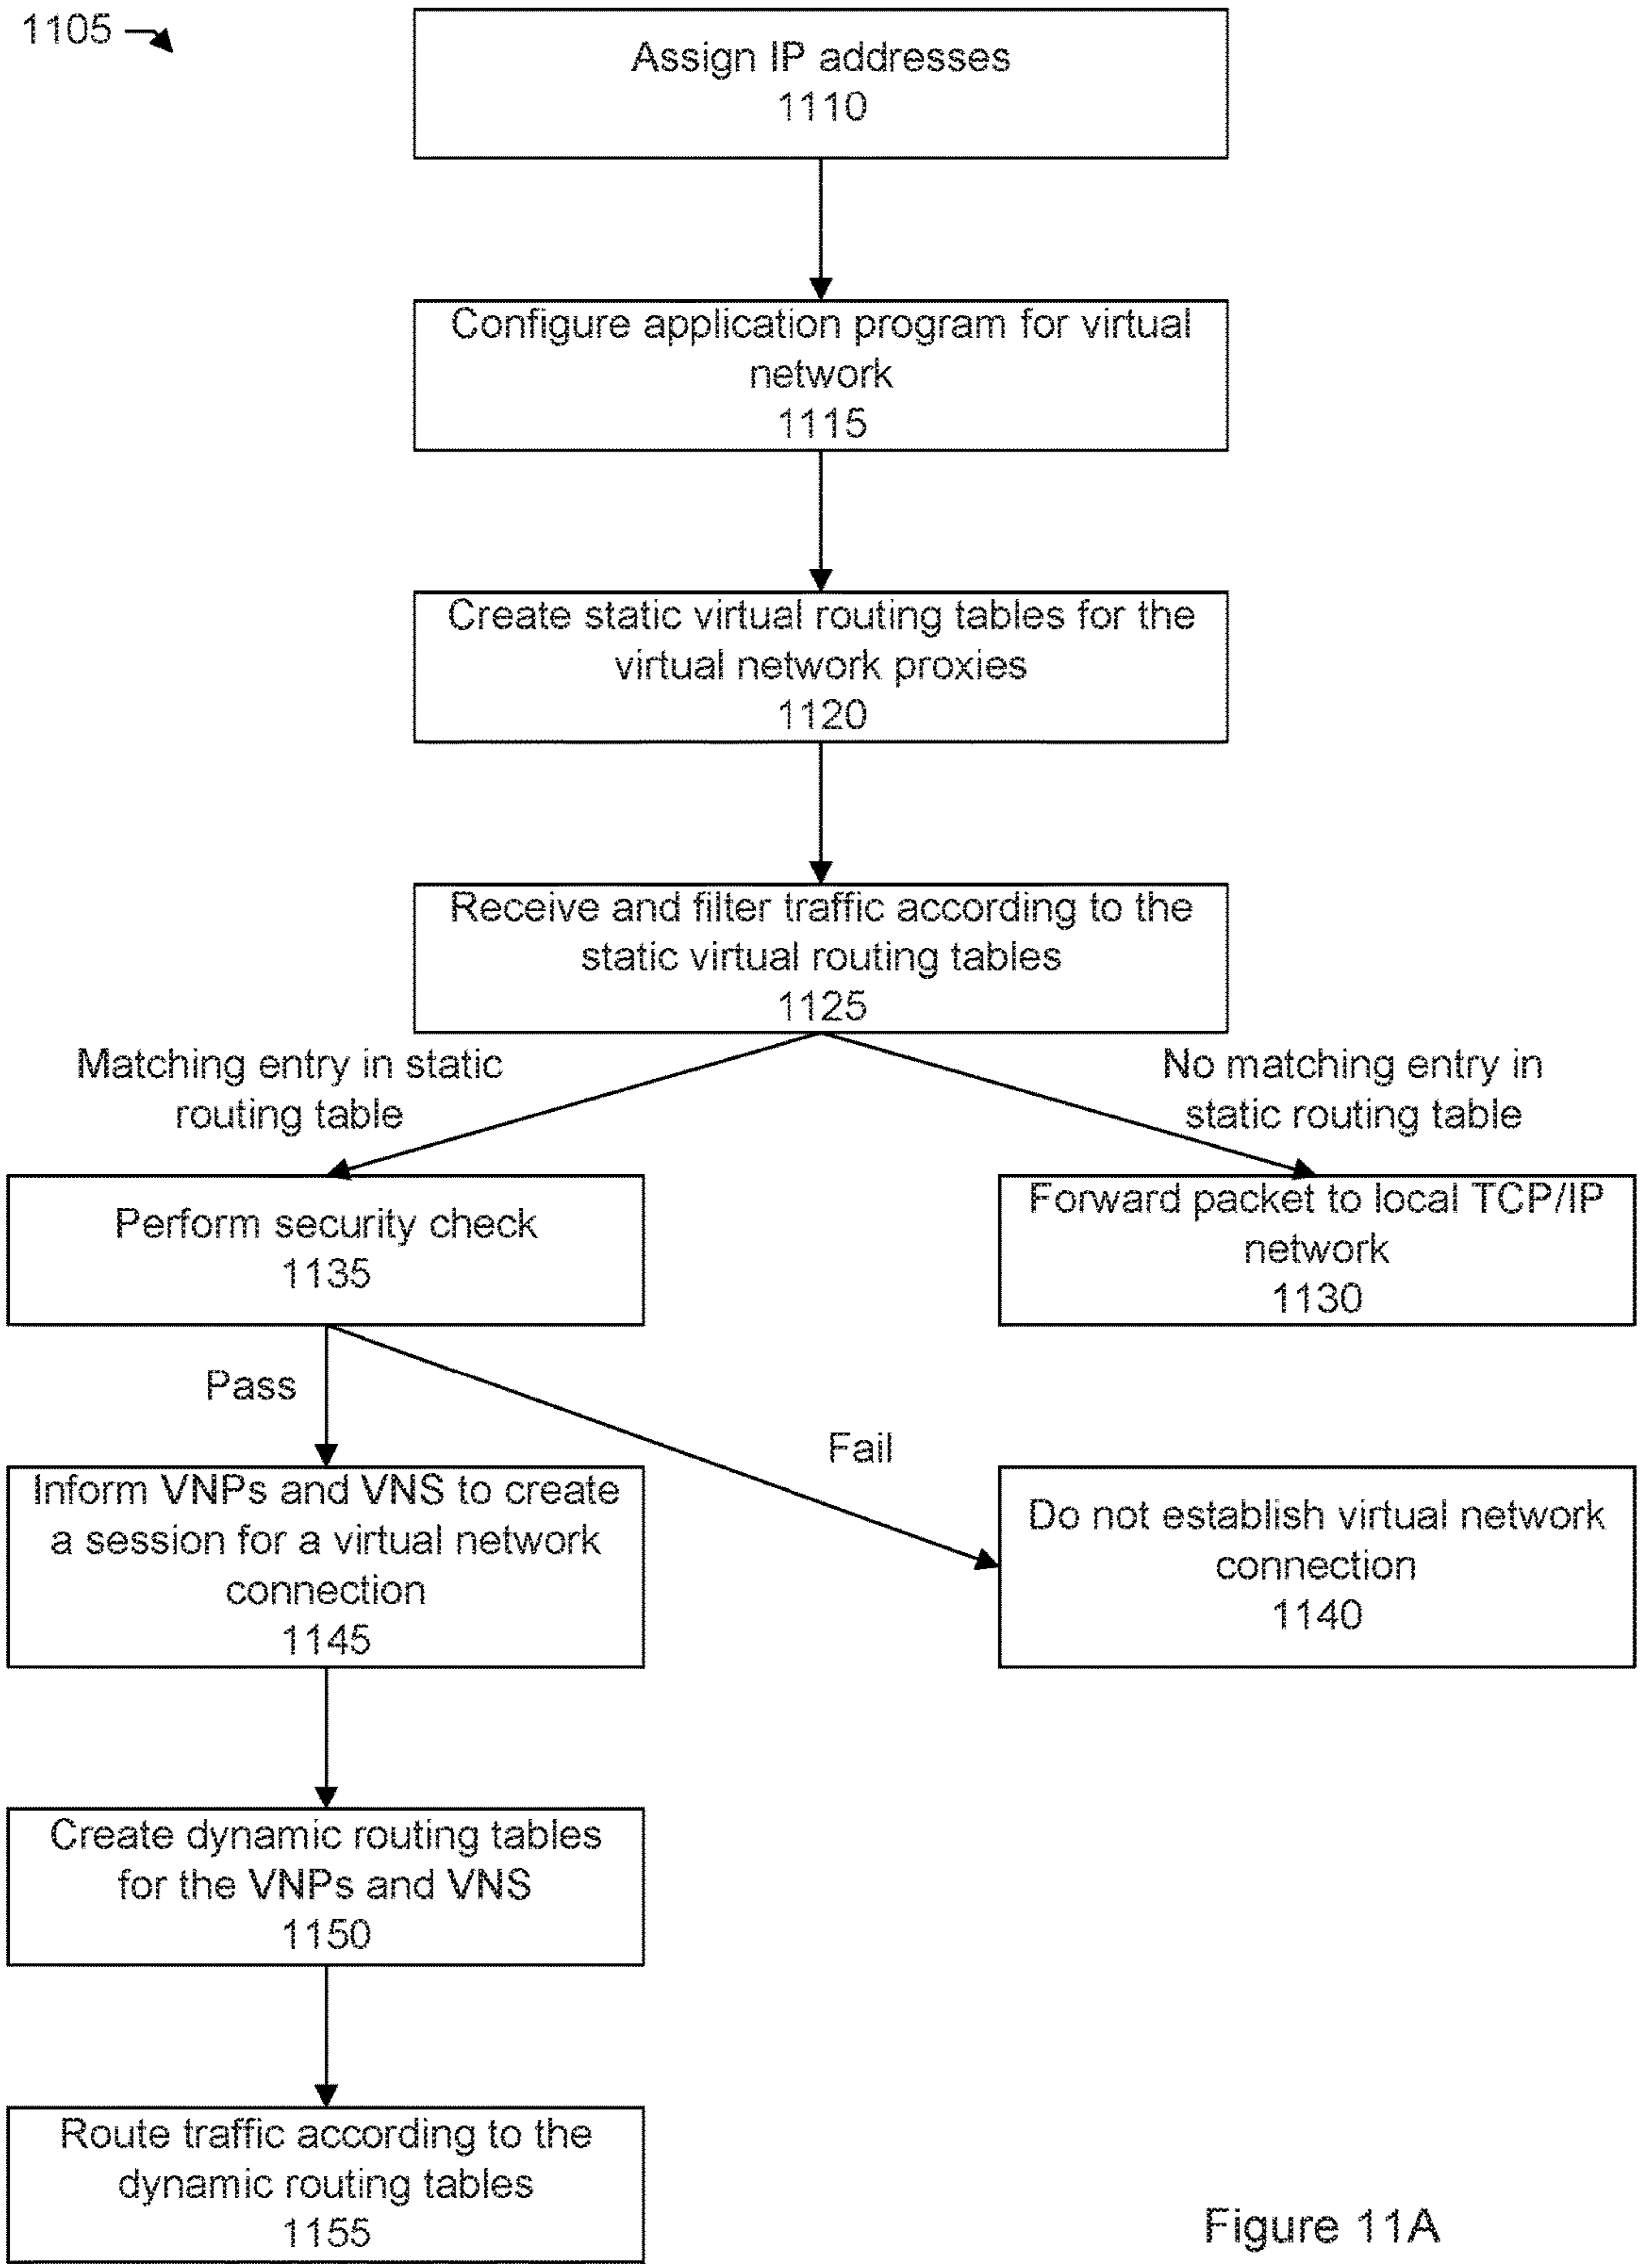 1105
Assign IP addresses
1110
Configure application program for virtual
network
1115
Create static virtual routing tables for the
virtual network proxies
1120
Receive and filter traffic according to the
static virtual routing tables
1125
Matching entry in static
routing table
No matching entry in
static routing table
Perform security check
1135
Forward packet to local TCP/IP
network
1130
Pass
Fail
Inform VNPs and VNS to create
a session for a virtual network
connection
1145
Do not establish virtual network
connection
1140
Create dynamic routing tables
for the VNPs and VNS
1150
Route traffic according to the
dynamic routing tables
1155
Figure 11A